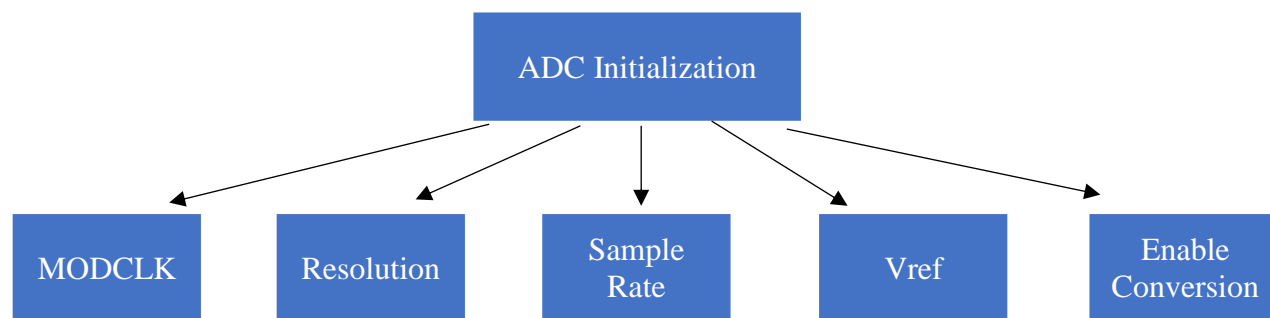 ADC Initialization
MODCLK
Resolution
Sample
Rate
Vref
Enable
Conversion